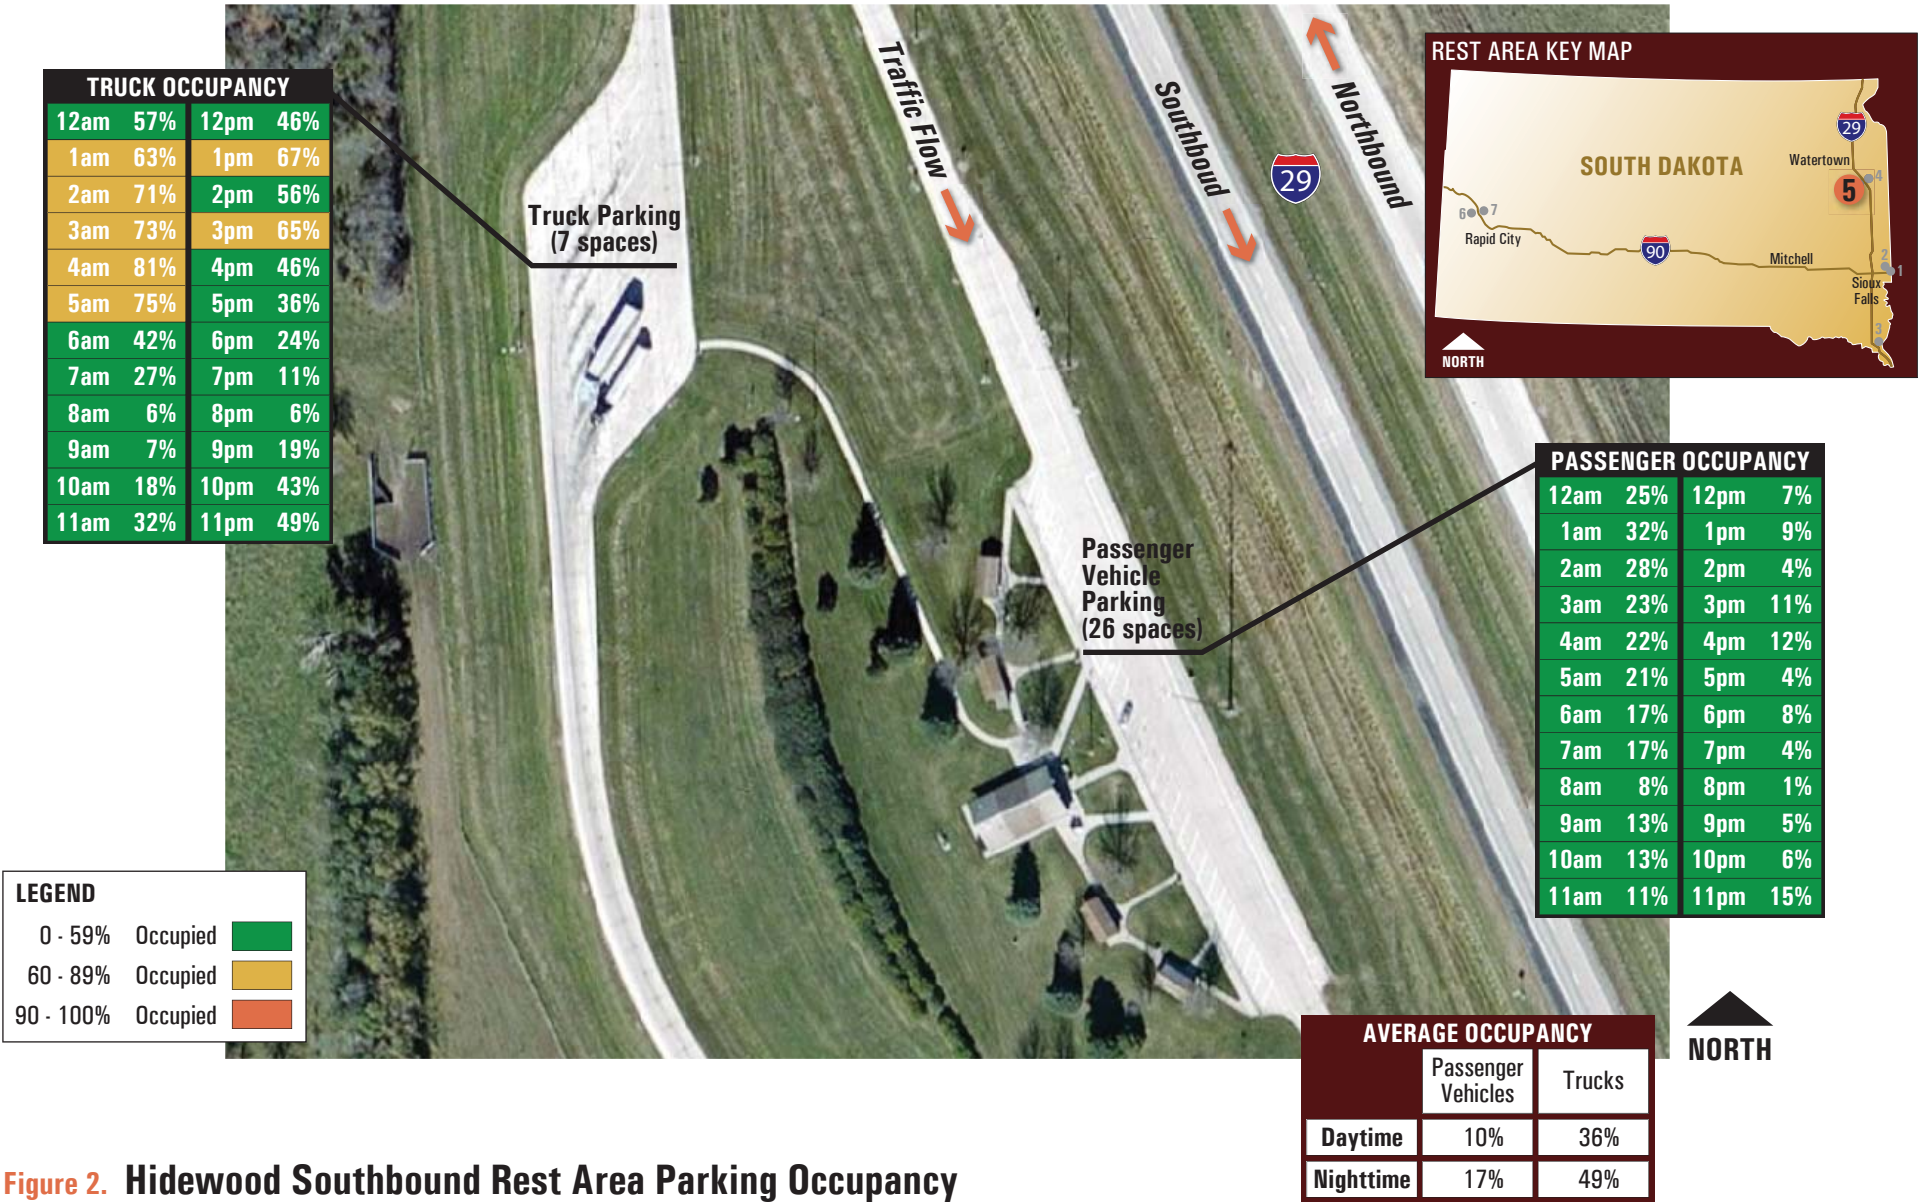 TRUCK OCCUPANCY
12am 57% 12pm 46%
1am 63% 1pm 67%
2am 71% 2pm 56%
3am 73% 3pm 65%
4am 81% 4pm 46%
5am 75% 5pm 36%
6am 42% 6pm 24%
7am 27% 7pm 11%
8am 6% 8pm 6%
9am 7% 9pm 19%
10am 18% 10pm 43%
11am 32% 11pm 49%
Truck Parking
(7 spaces)
Traffic Flow
Southboud
29
Northbound
REST AREA KEY MAP
29
SOUTH DAKOTA
Watertown
4
5
6
7
Rapid City
90
Mitchell
2
1
Sioux
Falls
3
NORTH
Passenger
Vehicle
Parking
(26 spaces)
PASSENGER OCCUPANCY
12am 25% 12pm 7%
1am 32% 1pm 9%
2am 28% 2pm 4%
3am 23% 3pm 11%
4am 22% 4pm 12%
5am 21% 5pm 4%
6am 17% 6pm 8%
7am 17% 7pm 4%
8am 8% 8pm 1%
9am 13% 9pm 5%
10am 13% 10pm 6%
11am 11% 11pm 15%
LEGEND
0 - 59% Occupied
60 - 89% Occupied
90 - 100% Occupied
NORTH
AVERAGE OCCUPANCY
Passenger
Vehicles
Trucks
Daytime 10% 36%
Nighttime 17% 49%
Figure 2. Hidewood Southbound Rest Area Parking Occupancy